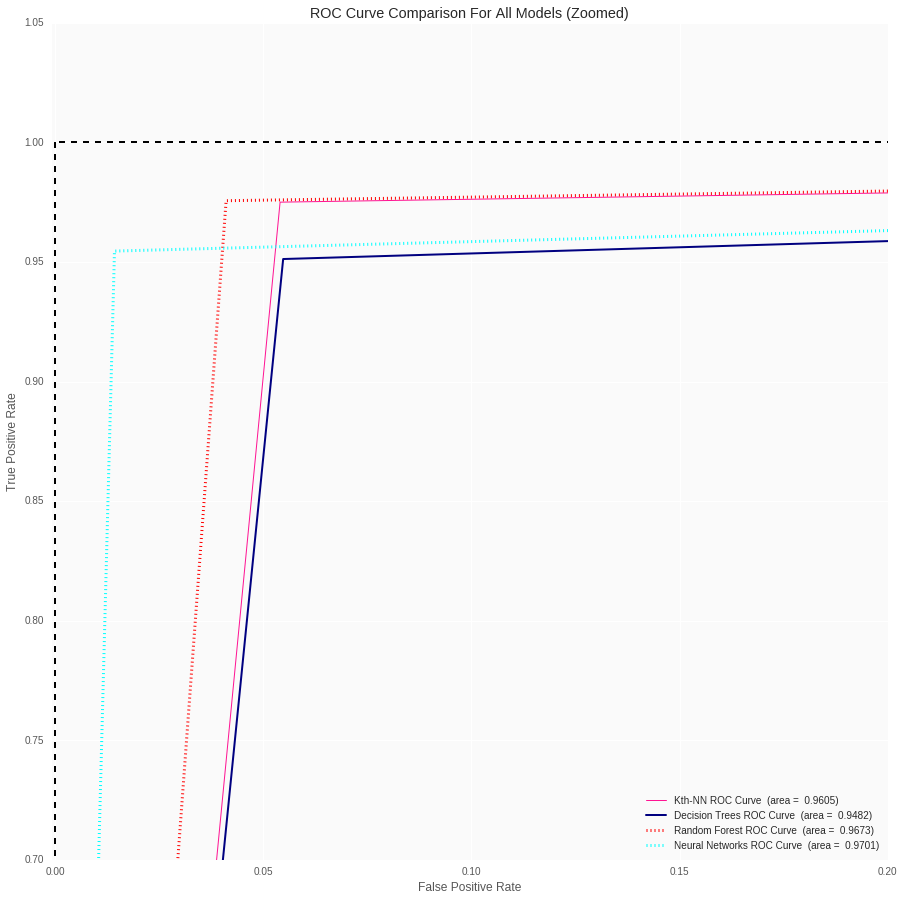 ROC Curve Comparison For All Models (Zoomed)
1.05
1.00
0.95
0.90
0.85
0.80
0.75
0.70
True Positive Rate
0.00
0.05
0.10
0.15
0.20
False Positive Rate
Kth-NN ROC Curve (area = 0.9605)
Decision Trees ROC Curve (area = 0.9482)
Random Forest ROC Curve (area = 0.9673)
Neural Networks ROC Curve (area = 0.9701)